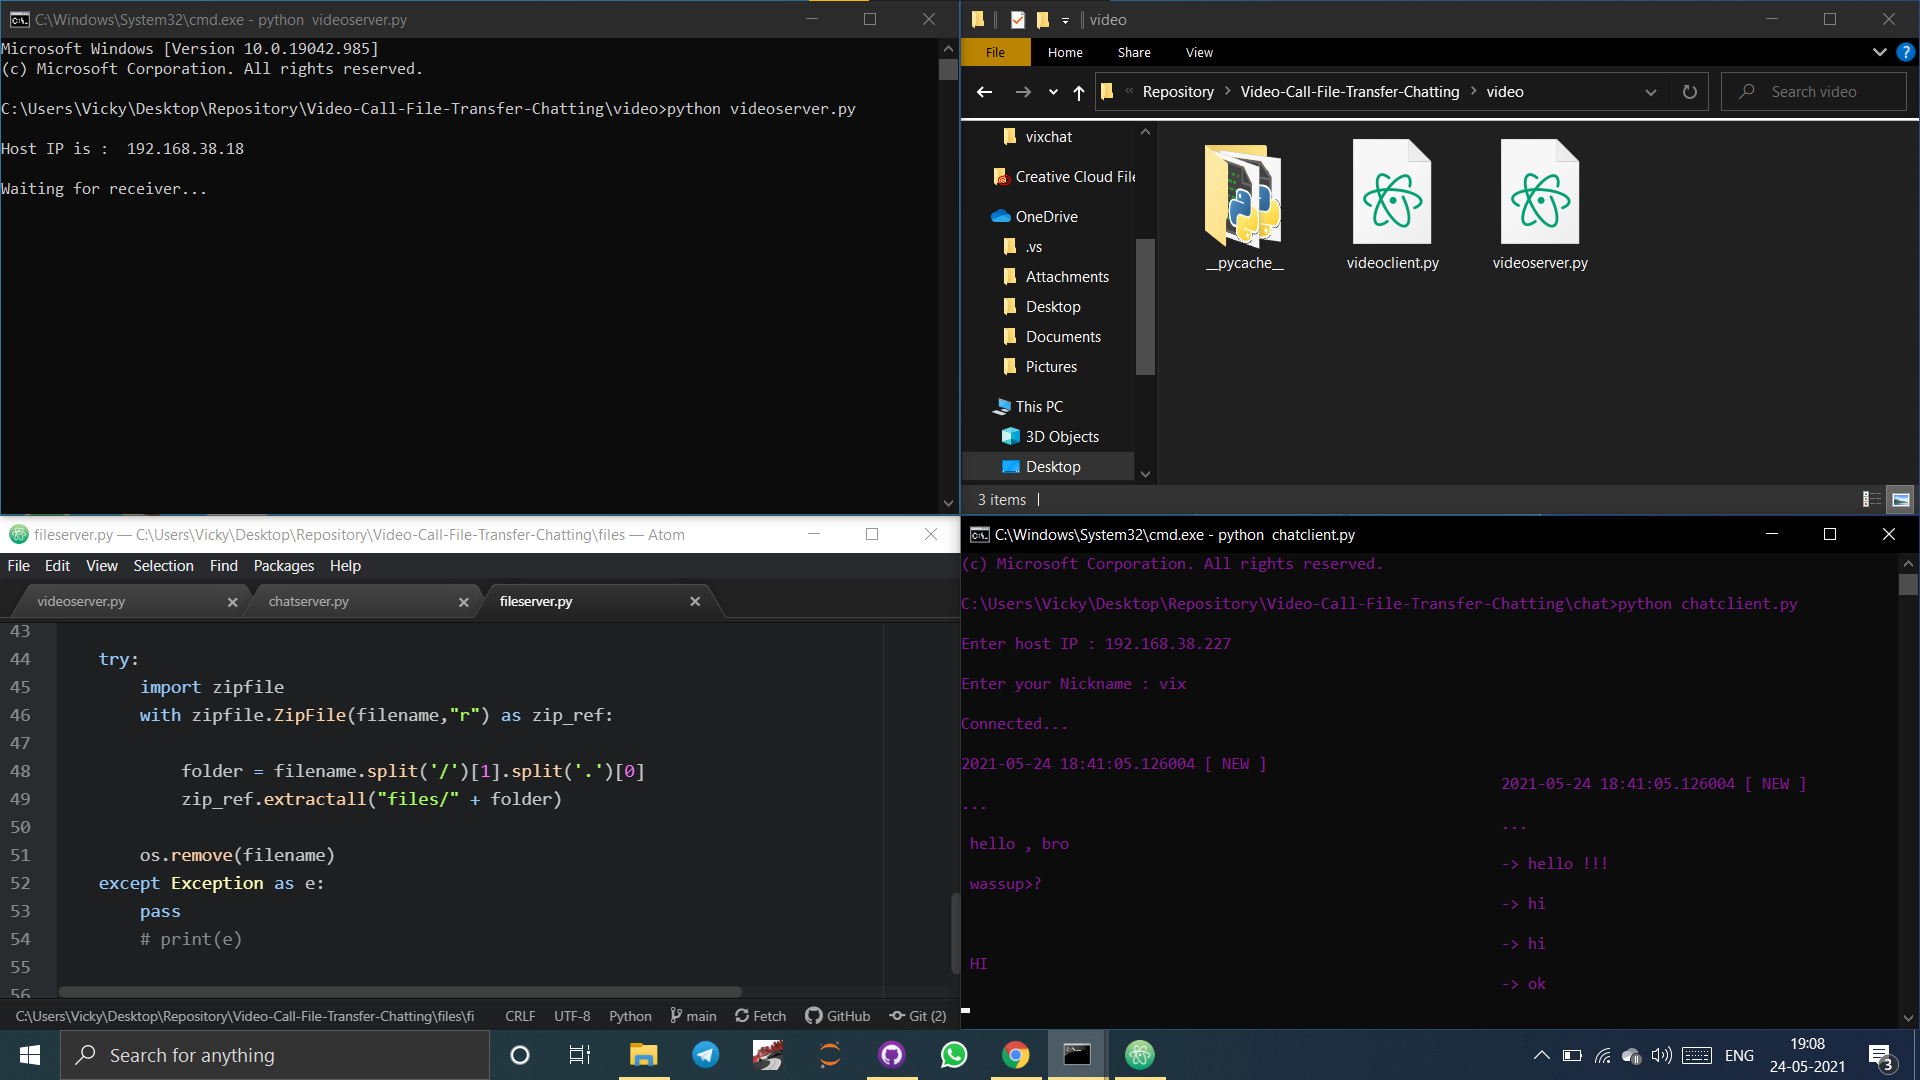 C:\Windows\System32\cmd.exe - python  videoserver.py
Microsoft Windows [Version 10.0.19042.985]
(c) Microsoft Corporation. All rights reserved.
C:\Users\Vicky\Desktop\Repository\Video-Call-File-Transfer-Chatting\video>python videoserver.py
Host IP is :  192.168.38.18
Waiting for receiver...
video
File Home Share View
Repository > Video-Call-File-Transfer-Chatting > video
Search video
vixchat
Creative Cloud File
OneDrive
.vs
Attachments
Desktop
Documents
Pictures
This PC
3D Objects
Desktop
__pycache__
videoclient.py
videoserver.py
3 items
fileserver.py — C:\Users\Vicky\Desktop\Repository\Video-Call-File-Transfer-Chatting\files — Atom
File Edit View Selection Find Packages Help
videoserver.py chatserver.py fileserver.py
43
44 try:
45 import zipfile
46 with zipfile.ZipFile(filename,"r") as zip_ref:
47
48 folder = filename.split('/')[1].split('.')[0]
49 zip_ref.extractall("files/" + folder)
50
51 os.remove(filename)
52 except Exception as e:
53 pass
54 # print(e)
55
56
C:\Users\Vicky\Desktop\Repository\Video-Call-File-Transfer-Chatting\files\fi CRLF UTF-8 Python main Fetch GitHub Git (2)
C:\Windows\System32\cmd.exe - python  chatclient.py
(c) Microsoft Corporation. All rights reserved.
C:\Users\Vicky\Desktop\Repository\Video-Call-File-Transfer-Chatting\chat>python chatclient.py
Enter host IP : 192.168.38.227
Enter your Nickname : vix
Connected...
2021-05-24 18:41:05.126004 [ NEW ]
2021-05-24 18:41:05.126004 [ NEW ]
...
...
hello , bro
-> hello !!!
wassup>?
-> hi
-> hi
HI
-> ok
Search for anything
ENG
19:08
24-05-2021
3